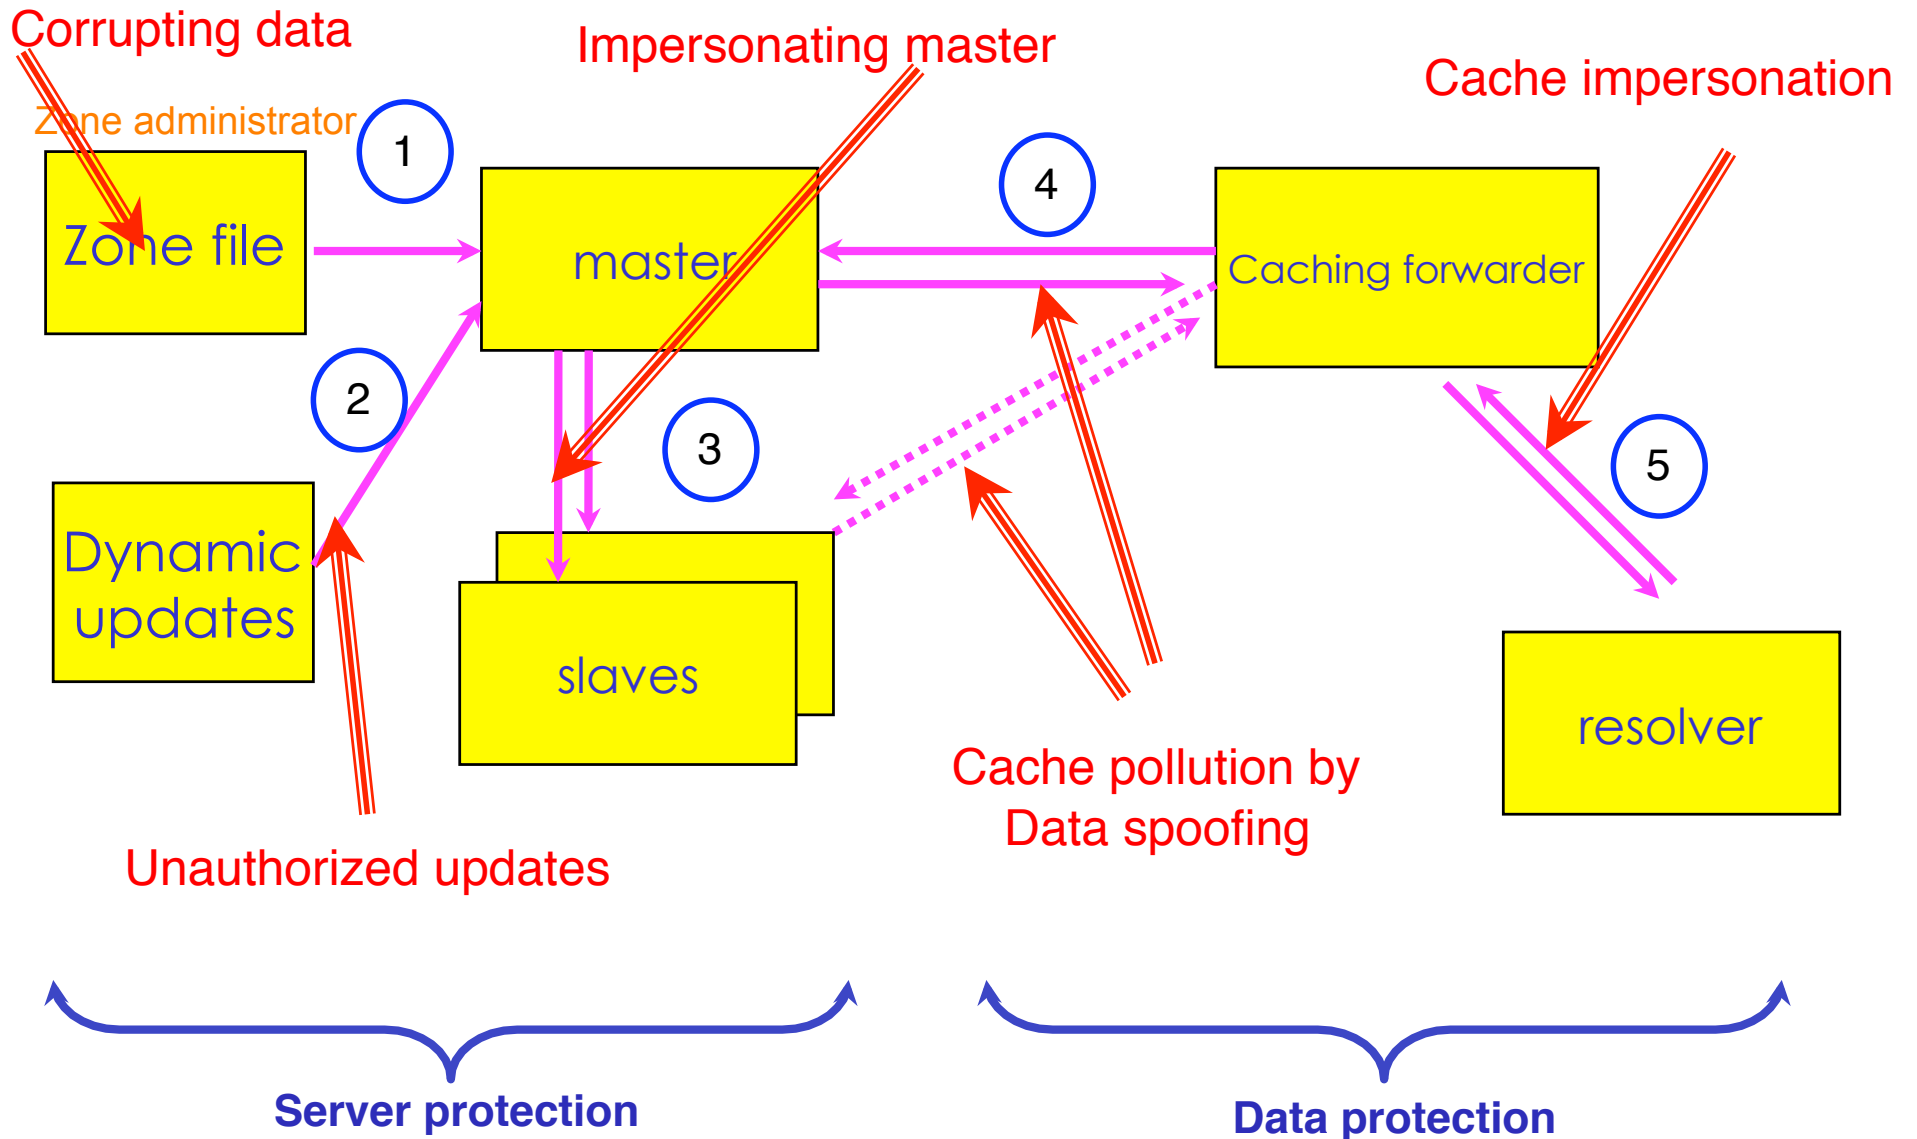 Corrupting data
Impersonating master
Cache impersonation
Zone administrator
1
4
Zone file
master
Caching forwarder
2
3
5
Dynamic
updates
slaves
resolver
Cache pollution by
Data spoofing
Unauthorized updates
Server protection
Data protection